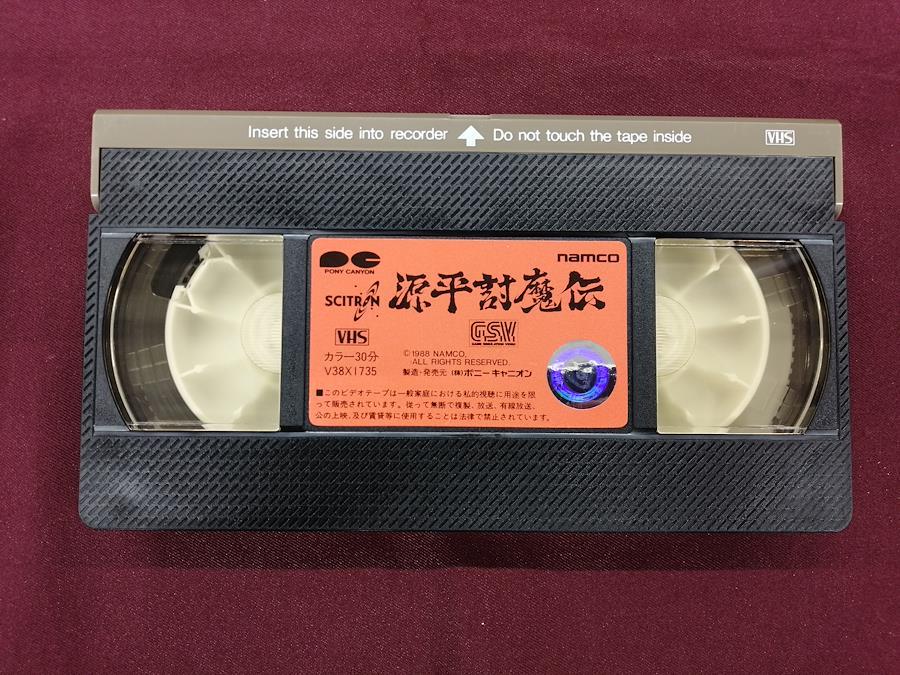 Insert this side into recorder ⬆ Do not touch the tape inside
VHS
PONY CANYON
namco
SCITRON
源平討魔伝
VHS
GSV
GAME SIMULATION VIDEO
カラー30分
V38X1735
©1988 NAMCO,
ALL RIGHTS RESERVED.
製造・発売元 (株)ポニーキャニオン
■このビデオテープは一般家庭における私的視聴に用途を限
って販売されています。従って無断で複製、放送、有線放送、
公の上映、及び賃貸等に使用することは法律で禁止されています。